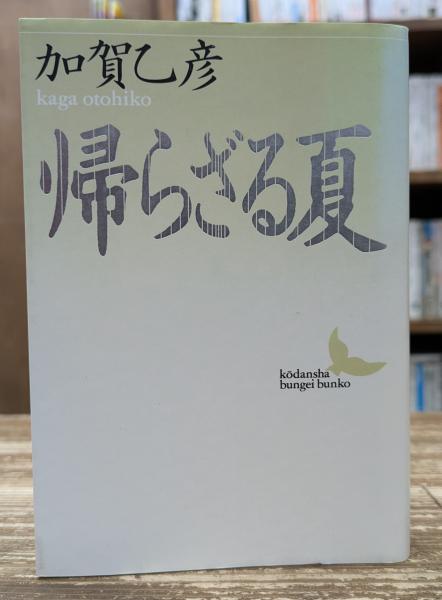 加賀乙彦
kaga otohiko
帰らざる夏
kōdansha
bungei bunko